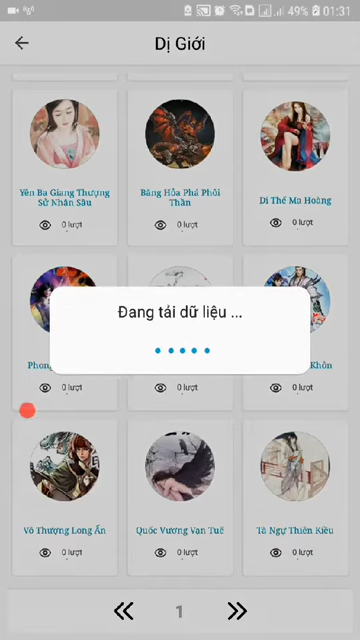 49% 01:31
Dị Giới
Yên Ba Giang Thượng
Sử Nhân Sầu
Băng Hỏa Phá Phôi
Thần
Di Thế Ma Hoàng
0 lượt
0 lượt
0 lượt
Đang tải dữ liệu ...
Phong
Khôn
0 lượt
0 lượt
0 lượt
Vô Thượng Long Ấn
Quốc Vương Vạn Tuế
Tà Ngự Thiên Kiều
0 lượt
0 lượt
0 lượt
1